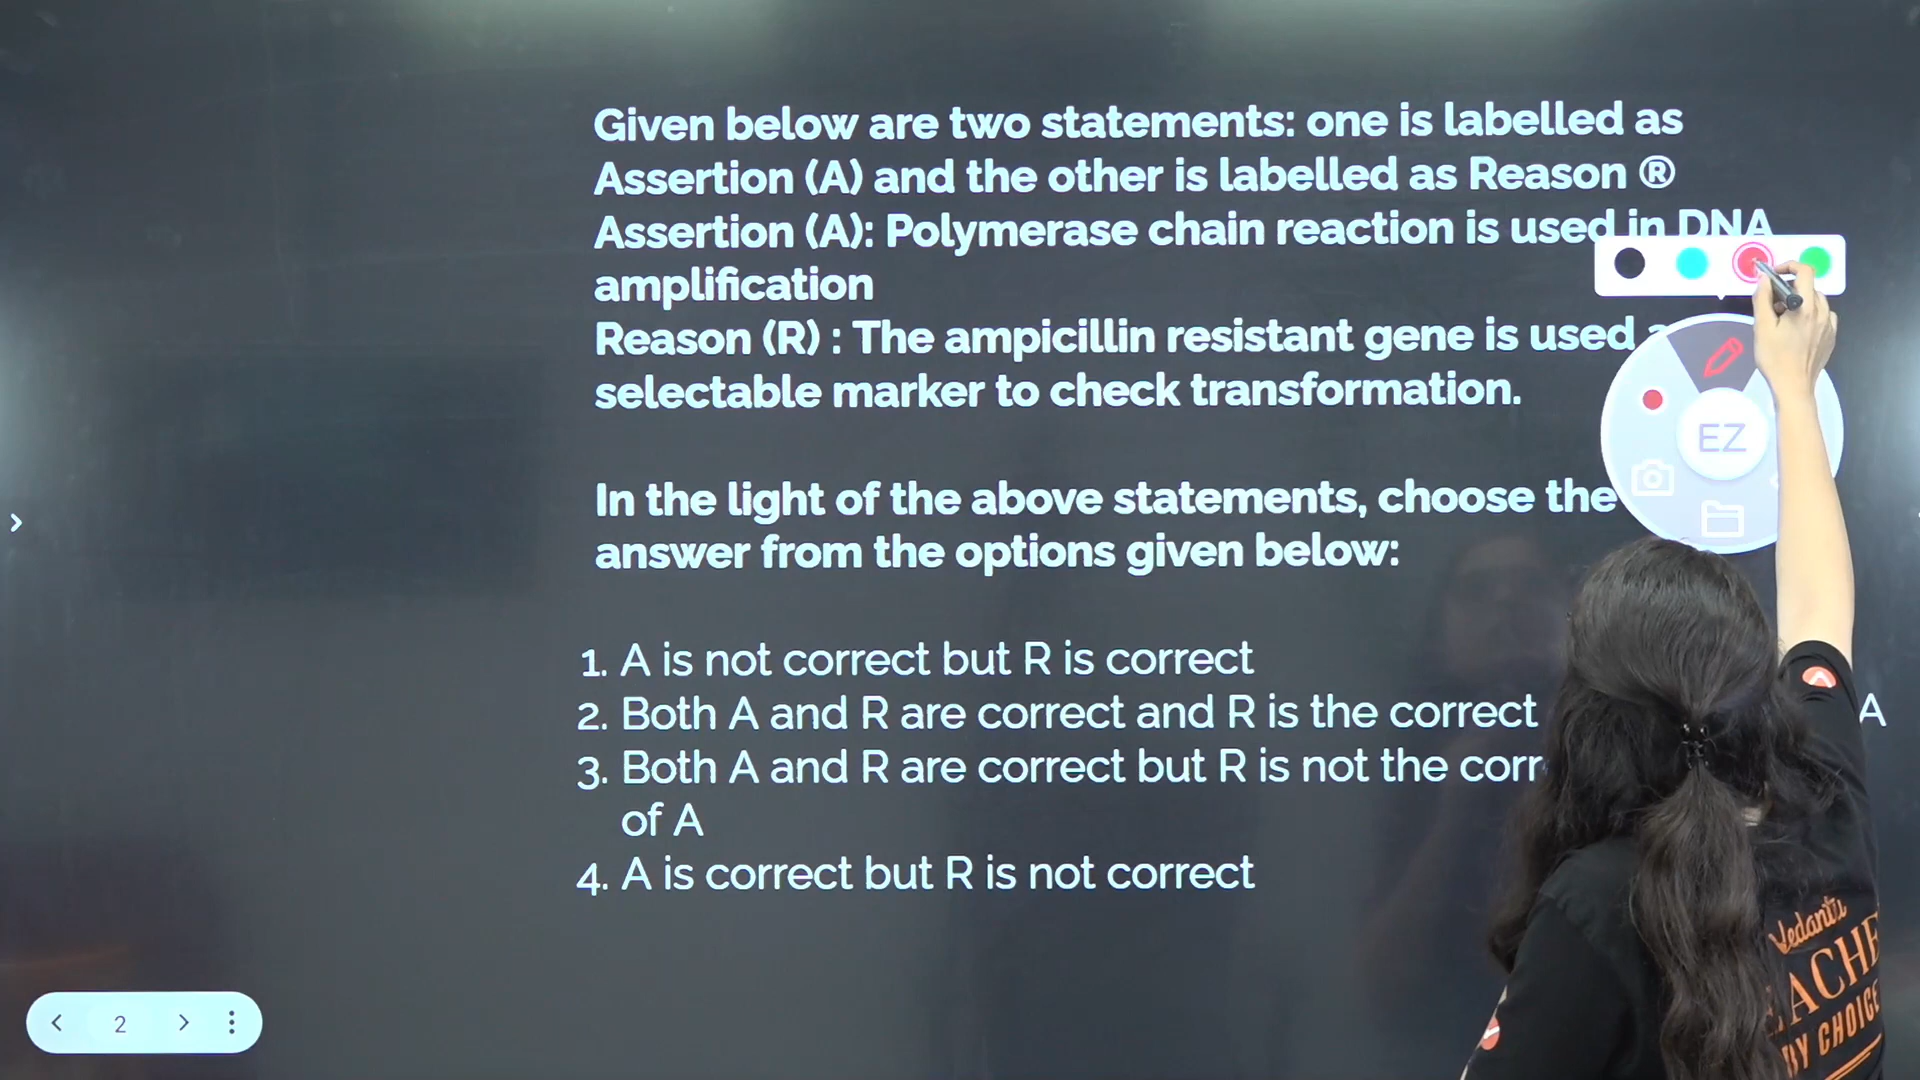 Given below are two statements: one is labelled as
Assertion (A) and the other is labelled as Reason ®
Assertion (A): Polymerase chain reaction is used in DNA
amplification
Reason (R) : The ampicillin resistant gene is used
selectable marker to check transformation.
In the light of the above statements, choose the
answer from the options given below:
1. A is not correct but R is correct
2. Both A and R are correct and R is the correct A
3. Both A and R are correct but R is not the
of A
4. A is correct but R is not correct
EZ
2
Vedantu
BY CHOICE